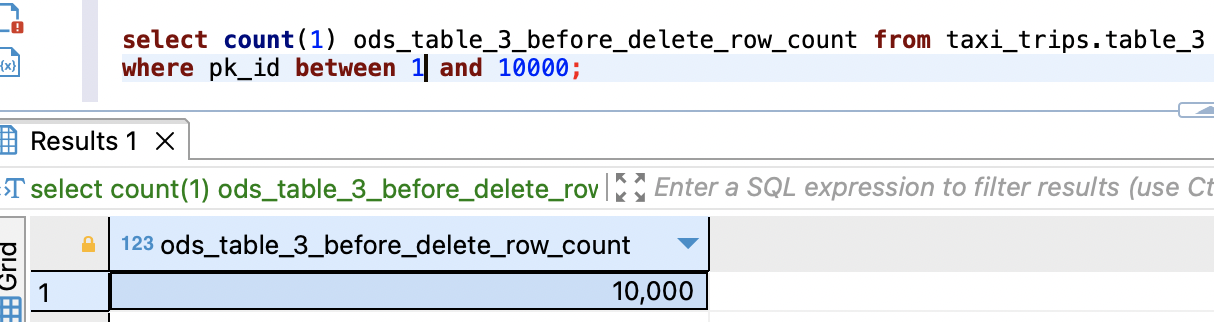 select count(1) ods_table_3_before_delete_row_count from taxi_trips.table_3
where pk_id between 1 and 10000;
Results 1
select count(1) ods_table_3_before_delete_rov
Enter a SQL expression to filter results (use Ct
Grid
123 ods_table_3_before_delete_row_count
1 10,000